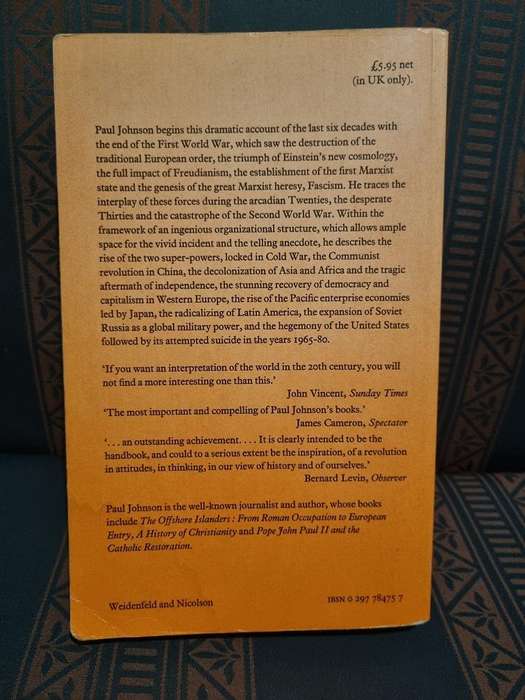 £5.95 net
(in UK only).
Paul Johnson begins this dramatic account of the last six decades with
the end of the First World War, which saw the destruction of the
traditional European order, the triumph of Einstein's new cosmology,
the full impact of Freudianism, the establishment of the first Marxist
state and the genesis of the great Marxist heresy, Fascism. He traces the
interplay of these forces during the arcadian Twenties, the desperate
Thirties and the catastrophe of the Second World War. Within the
framework of an ingenious organizational structure, which allows ample
space for the vivid incident and the telling anecdote, he describes the
rise of the two super-powers, locked in Cold War, the Communist
revolution in China, the decolonization of Asia and Africa and the tragic
aftermath of independence, the stunning recovery of democracy and
capitalism in Western Europe, the rise of the Pacific enterprise economies
led by Japan, the radicalizing of Latin América, the expansion of Soviet
Russia as a global military power, and the hegemony of the United States
followed by its attempted suicide in the years 1965-80.
'If you want an interpretation of the world in the 20th century, you will
not find a more interesting one than this.'
John Vincent, Sunday Times
'The most important and compelling of Paul Johnson's books.'
James Cameron, Spectator
'. . . an outstanding achievement. . . . It is clearly intended to be the
handbook, and could to a serious extent be the inspiration, of a revolution
in attitudes, in thinking, in our view of history and of ourselves.'
Bernard Levin, Observer
Paul Johnson is the well-known journalist and author, whose books
include The Offshore Islanders: From Roman Occupation to European
Entry, A History of Christianity and Pope John Paul II and the
Catholic Restoration.
Weidenfeld and Nicolson
IBSN 0 297 78475 7